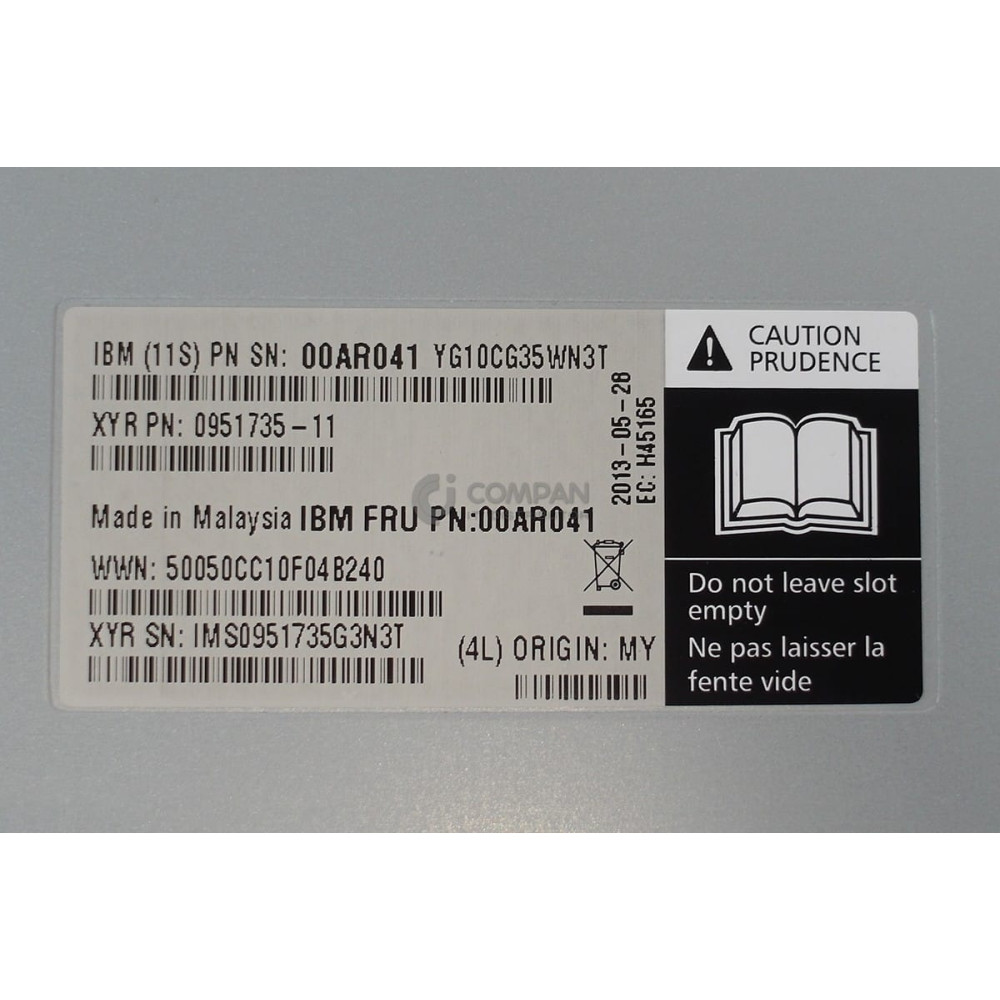 IBM (11S) PN SN: 00AR041 YG10CG35WN3T
XYR PN: 0951735-11
2013-05-28
EC: H45165
Made in Malaysia IBM FRU PN:00AR041
WWN: 50050CC10F04B240
XYR SN: IMS0951735G3N3T
(4L) ORIGIN: MY
CAUTION
PRUDENCE
Do not leave slot
empty
Ne pas laisser la
fente vide
Ci COMPAN